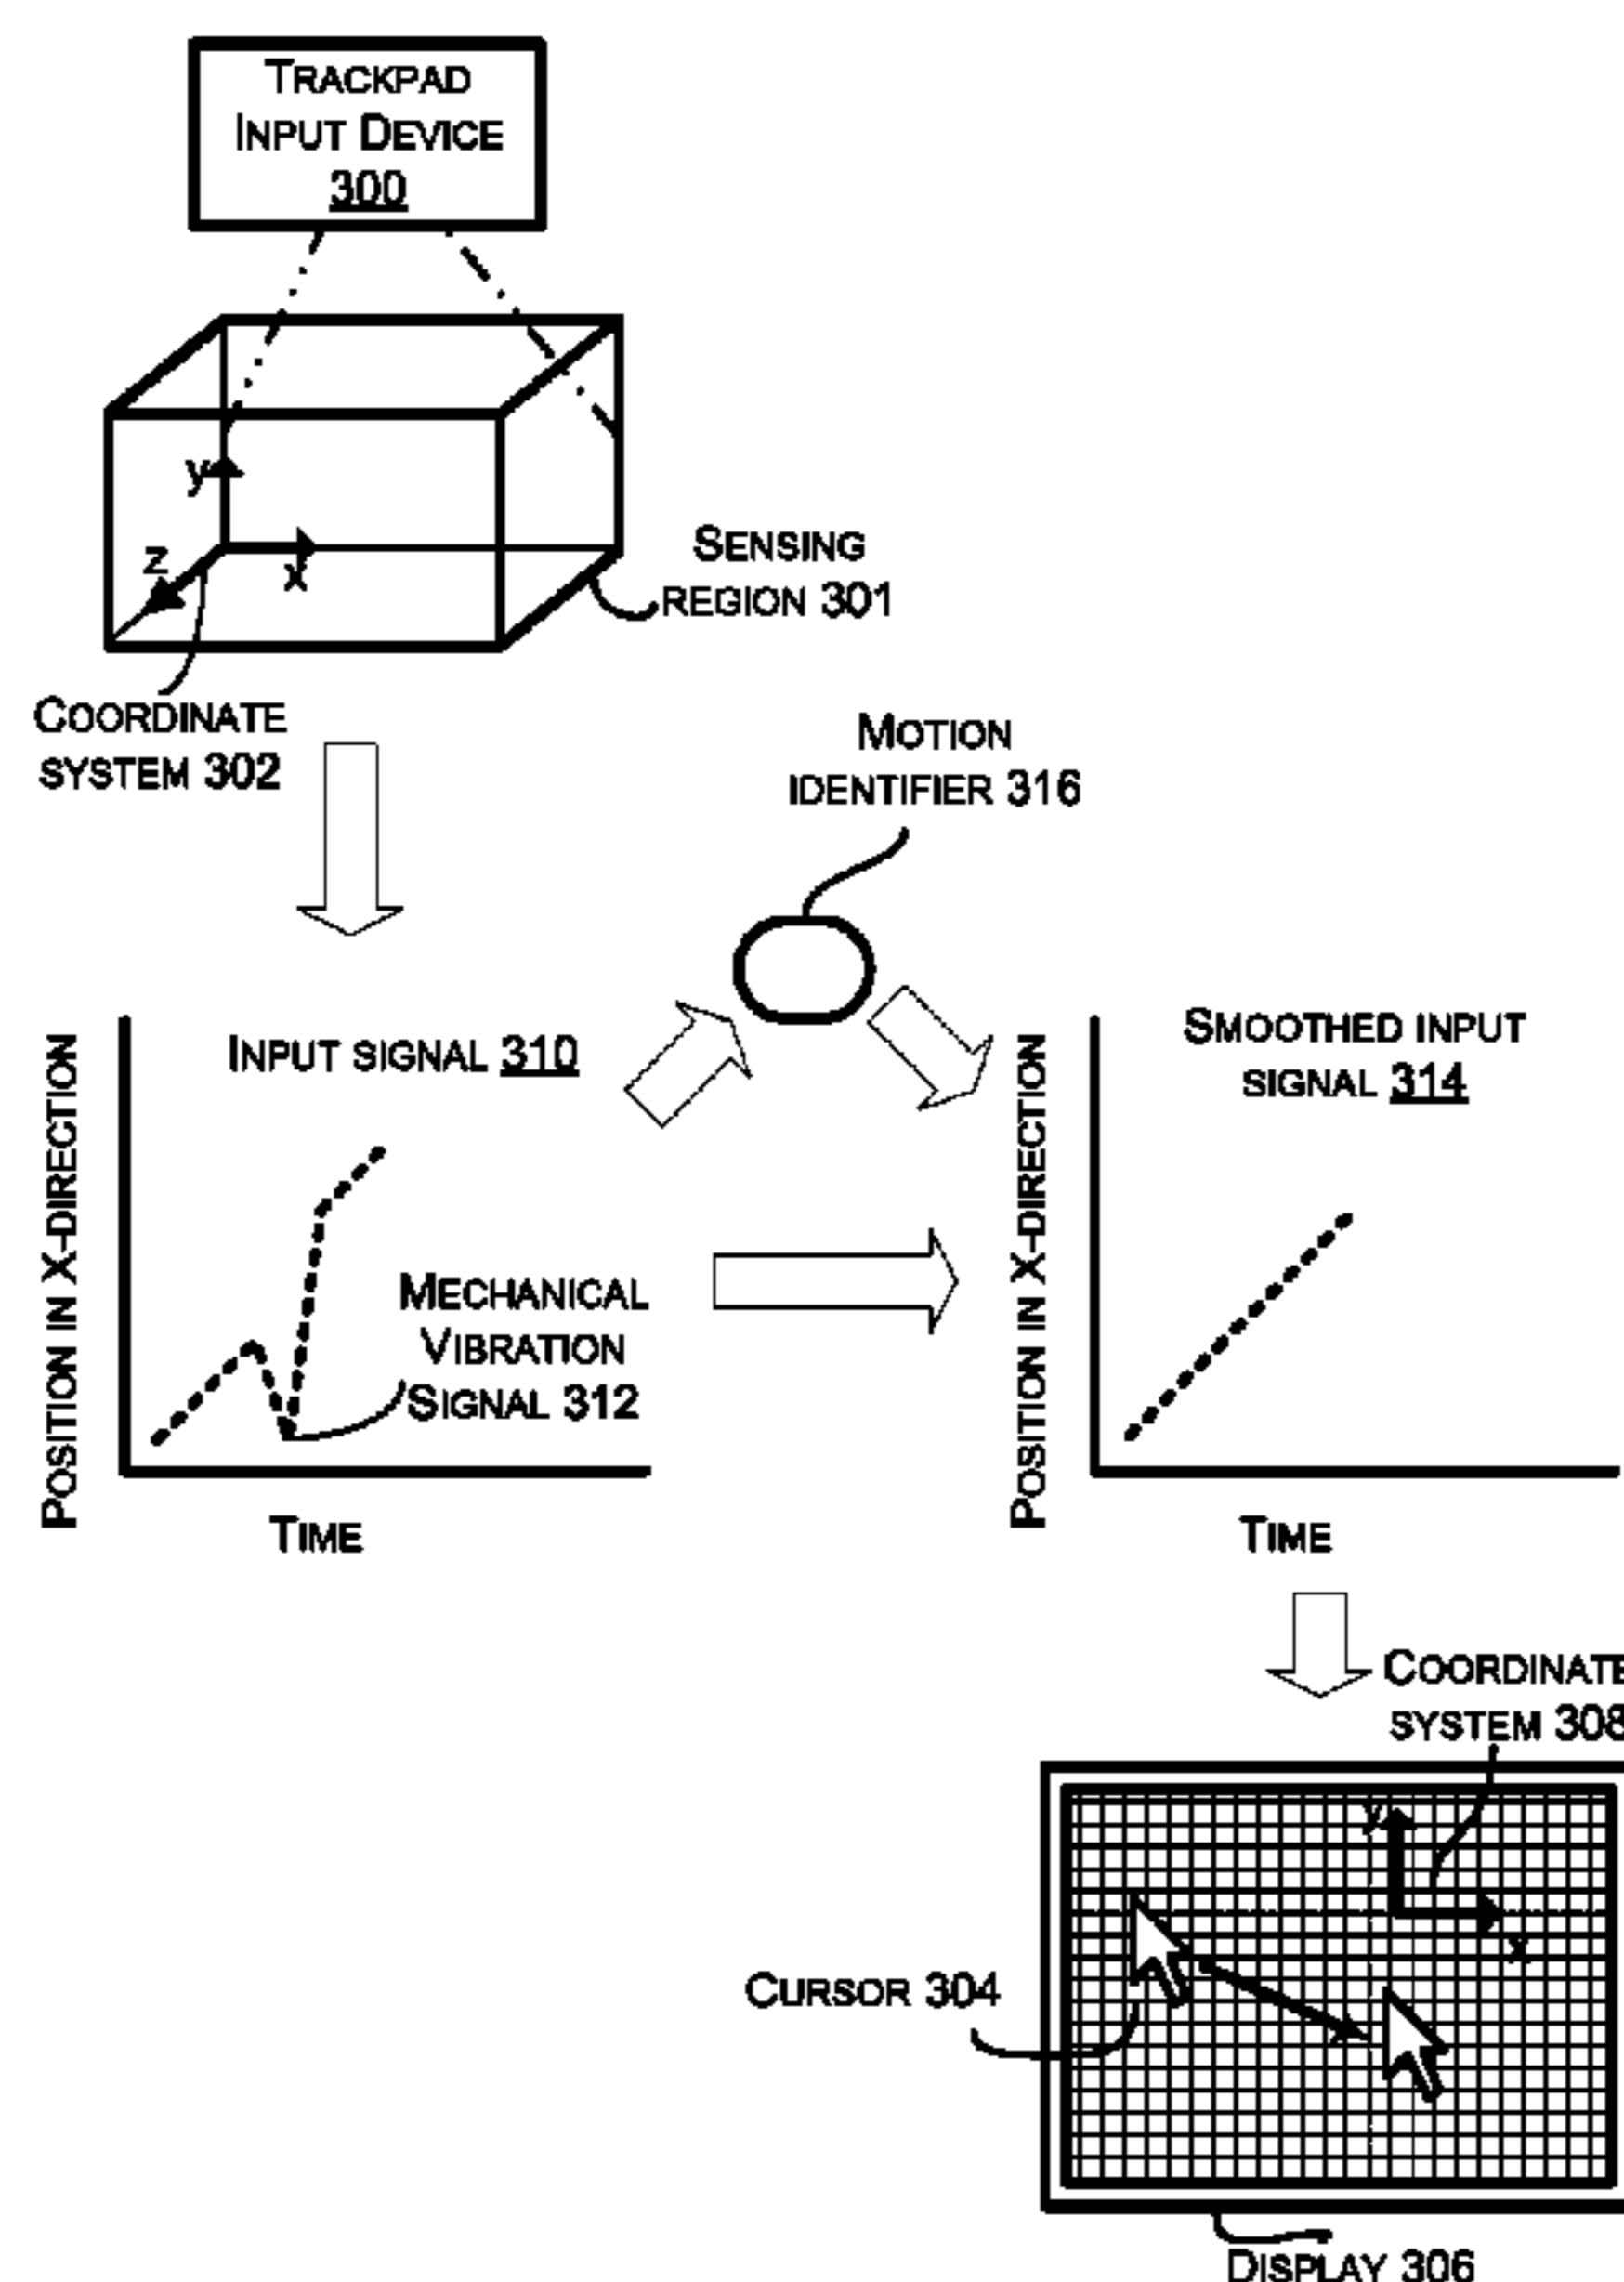 TRACKPAD
INPUT DEVICE
300
y
z
x
SENSING
REGION 301
COORDINATE
SYSTEM 302
MOTION
IDENTIFIER 316
POSITION IN X-DIRECTION
INPUT SIGNAL 310
MECHANICAL
VIBRATION
SIGNAL 312
TIME
POSITION IN X-DIRECTION
SMOOTHED INPUT
SIGNAL 314
TIME
COORDINATE
SYSTEM 308
y
x
CURSOR 304
DISPLAY 306